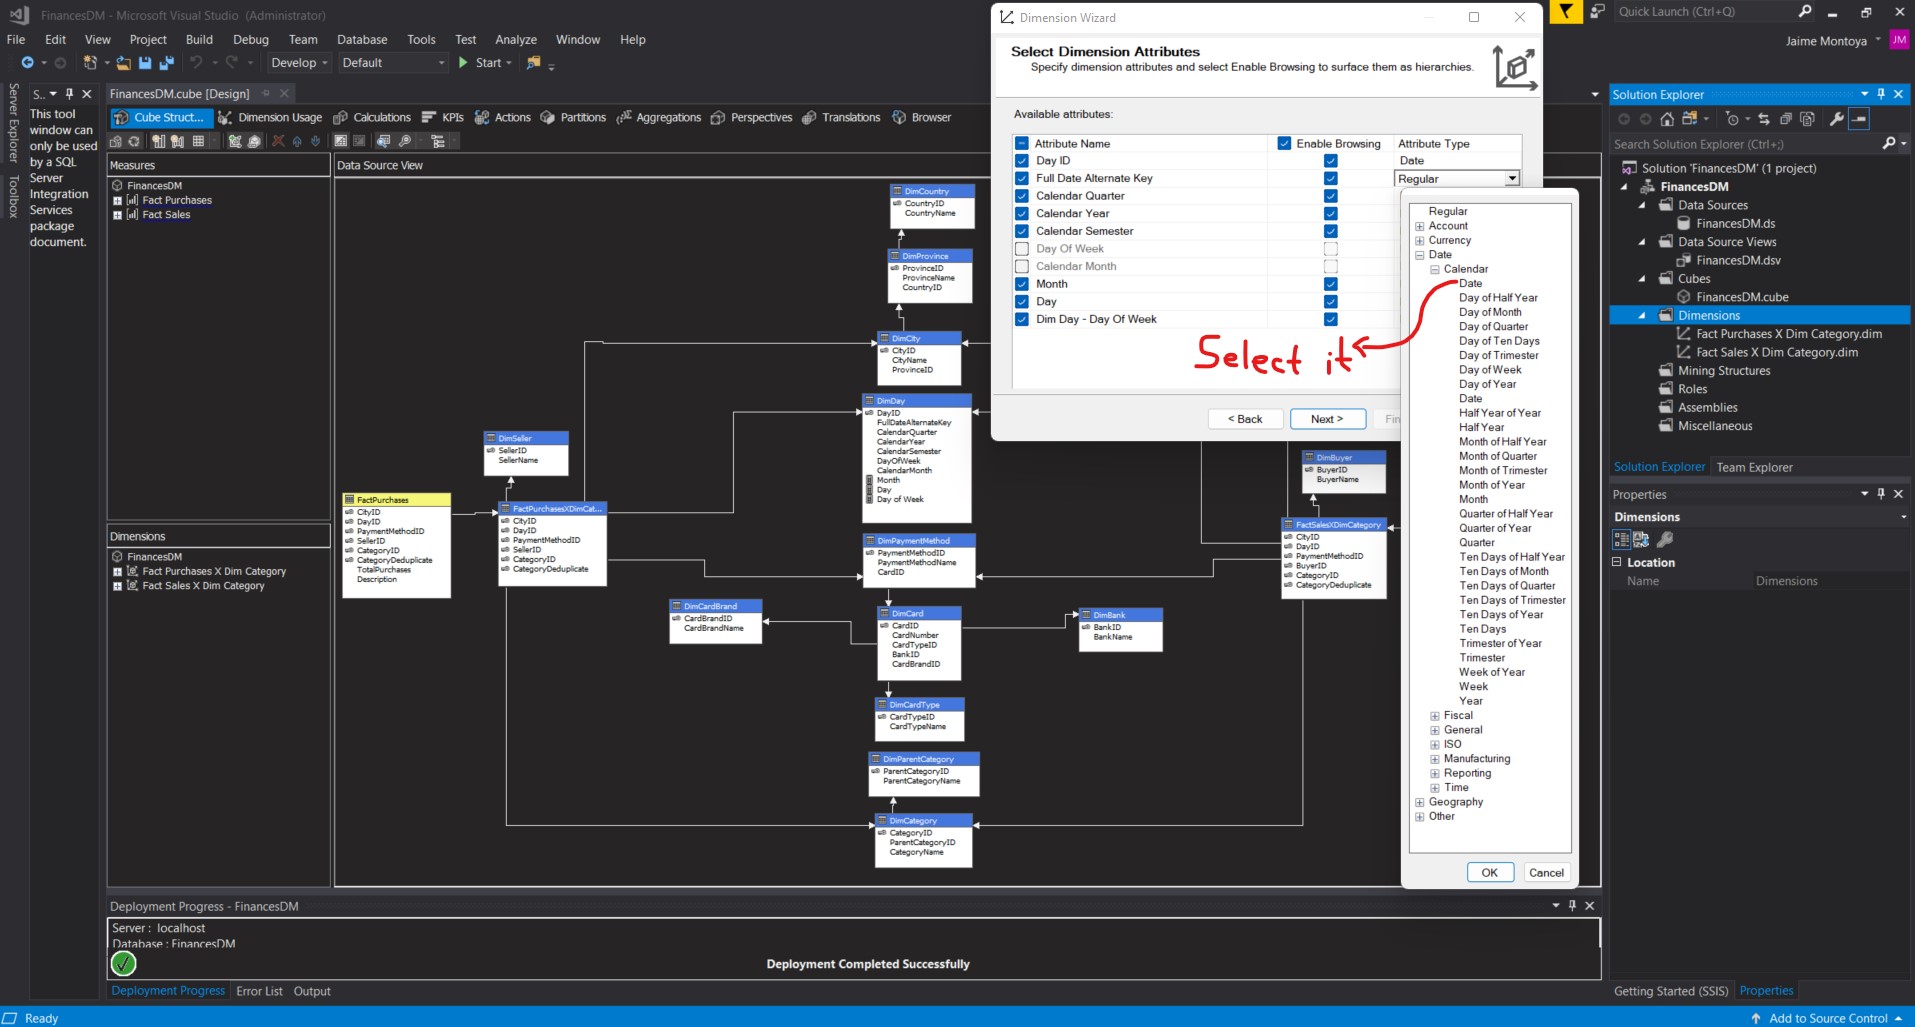 FinancesDM - Microsoft Visual Studio (Administrator)
Quick Launch (Ctrl+Q)
File Edit View Project Build Debug Team Database Tools Test Analyze Window Help
Jaime Montoya JM
Develop Default Start
Server Explorer
Toolbox
S..
This tool
window can
only be used
by a SQL
Server
Integration
Services
package
document.
FinancesDM.cube [Design]
Cube Struct... Dimension Usage Calculations KPIs Actions Partitions Aggregations Perspectives Translations Browser
Measures
FinancesDM
Fact Purchases
Fact Sales
Dimensions
FinancesDM
Fact Purchases X Dim Category
Fact Sales X Dim Category
Data Source View
DimCountry
CountryID
CountryName
DimProvince
ProvinceID
ProvinceName
CountryID
DimCity
CityID
CityName
ProvinceID
DimDay
DayID
FullDateAlternateKey
CalendarQuarter
CalendarYear
CalendarSemester
DayOfWeek
CalendarMonth
Month
Day
Day of Week
DimSeller
SellerID
SellerName
FactPurchases
CityID
DayID
PaymentMethodID
SellerID
CategoryID
CategoryDeduplicate
TotalPurchases
Description
FactPurchasesXDimCat...
CityID
DayID
PaymentMethodID
SellerID
CategoryID
CategoryDeduplicate
DimPaymentMethod
PaymentMethodID
PaymentMethodName
CardID
DimCardBrand
CardBrandID
CardBrandName
DimCard
CardID
CardNumber
CardTypeID
BankID
CardBrandID
DimBank
BankID
BankName
DimCardType
CardTypeID
CardTypeName
DimParentCategory
ParentCategoryID
ParentCategoryName
DimCategory
CategoryID
ParentCategoryID
CategoryName
DimBuyer
BuyerID
BuyerName
FactSalesXDimCategory
CityID
DayID
PaymentMethodID
BuyerID
CategoryID
CategoryDeduplicate
Dimension Wizard
Select Dimension Attributes
Specify dimension attributes and select Enable Browsing to surface them as hierarchies.
Available attributes:
Attribute Name Enable Browsing Attribute Type
Day ID Date
Full Date Alternate Key Regular
Calendar Quarter
Calendar Year
Calendar Semester
Day Of Week
Calendar Month
Month
Day
Dim Day - Day Of Week
Select it
< Back Next > Fin
Regular
Account
Currency
Date
Calendar
Date
Day of Half Year
Day of Month
Day of Quarter
Day of Ten Days
Day of Trimester
Day of Week
Day of Year
Date
Half Year of Year
Half Year
Month of Half Year
Month of Quarter
Month of Trimester
Month of Year
Month
Quarter of Half Year
Quarter of Year
Quarter
Ten Days of Half Year
Ten Days of Month
Ten Days of Quarter
Ten Days of Trimester
Ten Days of Year
Ten Days
Trimester of Year
Trimester
Week of Year
Week
Year
Fiscal
General
ISO
Manufacturing
Reporting
Time
Geography
Other
OK Cancel
Solution Explorer
Search Solution Explorer (Ctrl+;)
Solution 'FinancesDM' (1 project)
FinancesDM
Data Sources
FinancesDM.ds
Data Source Views
FinancesDM.dsv
Cubes
FinancesDM.cube
Dimensions
Fact Purchases X Dim Category.dim
Fact Sales X Dim Category.dim
Mining Structures
Roles
Assemblies
Miscellaneous
Solution Explorer Team Explorer
Properties
Dimensions
Location
Name Dimensions
Deployment Progress - FinancesDM
Server : localhost
Database : FinancesDM
Deployment Completed Successfully
Deployment Progress Error List Output
Getting Started (SSIS) Properties
Ready
Add to Source Control